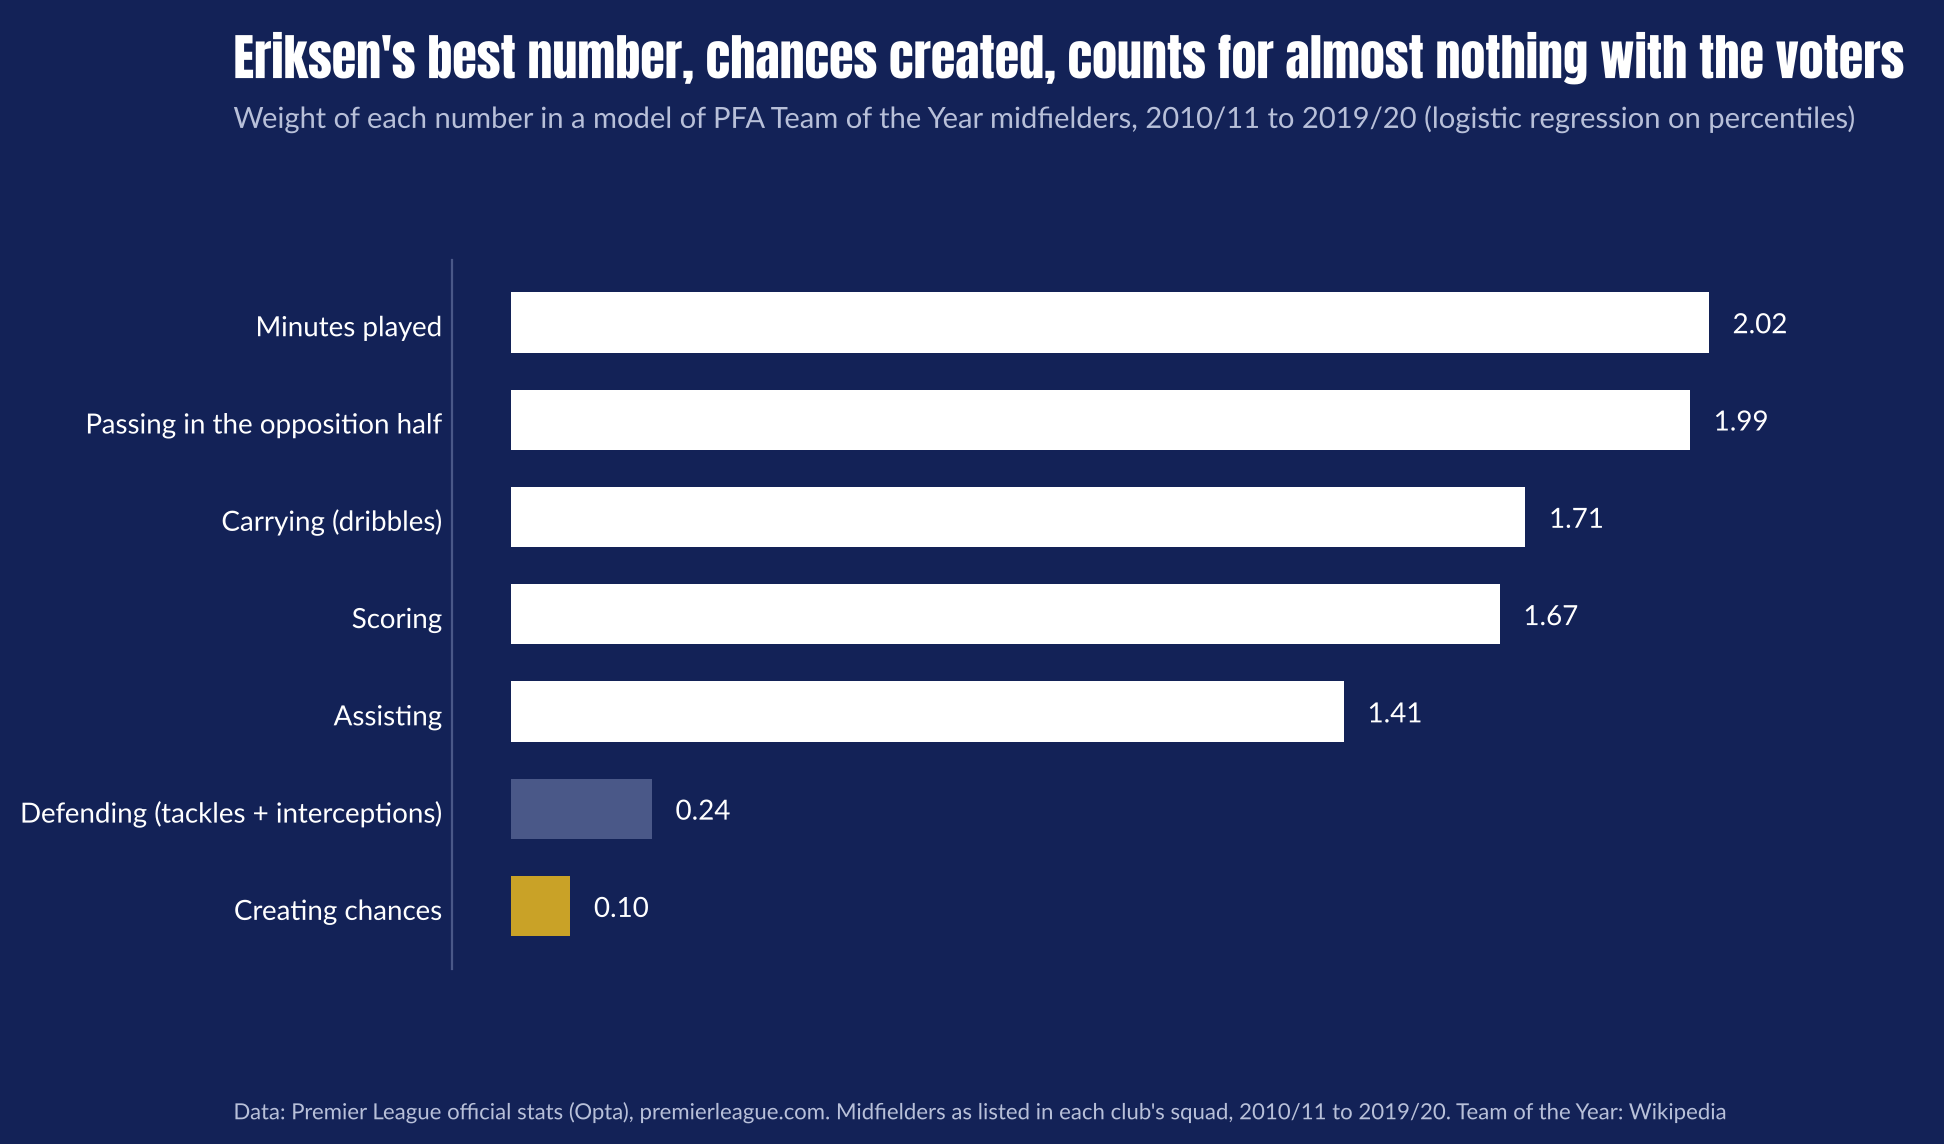 Eriksen's best number, chances created, counts for almost nothing with the voters
Weight of each number in a model of PFA Team of the Year midfielders, 2010/11 to 2019/20 (logistic regression on percentiles)
Minutes played 2.02
Passing in the opposition half 1.99
Carrying (dribbles) 1.71
Scoring 1.67
Assisting 1.41
Defending (tackles + interceptions) 0.24
Creating chances 0.10
Data: Premier League official stats (Opta), premierleague.com. Midfielders as listed in each club's squad, 2010/11 to 2019/20. Team of the Year: Wikipedia